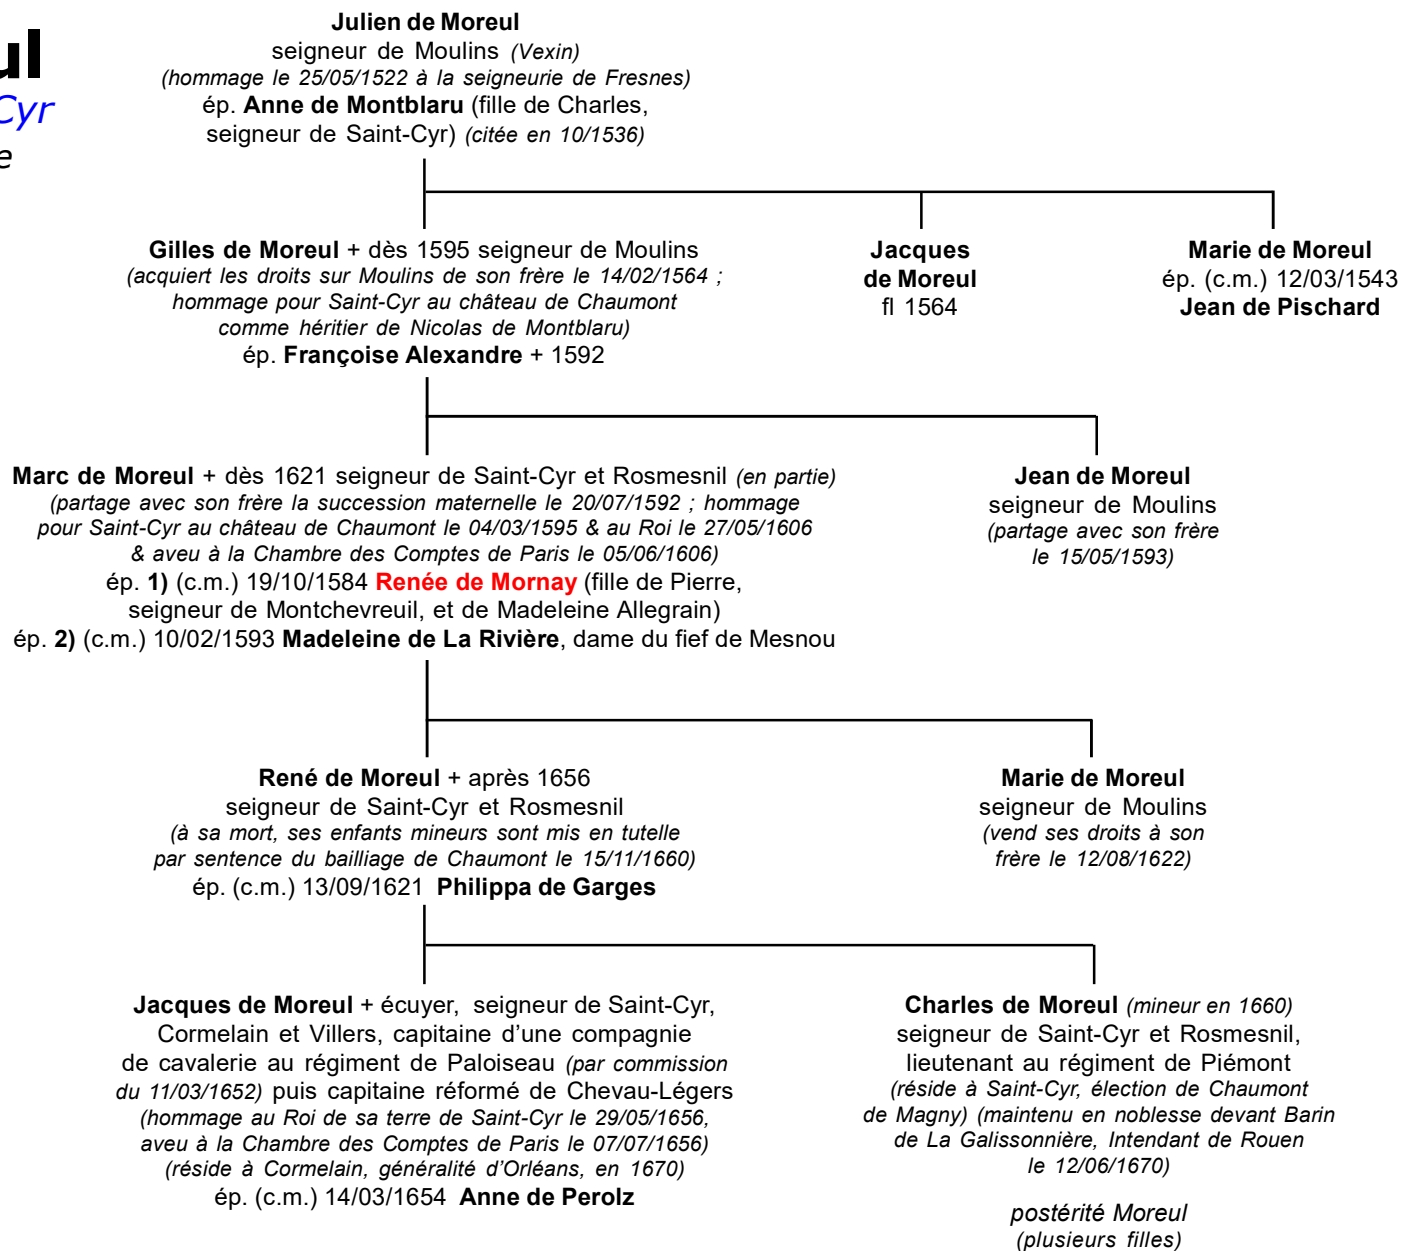 ul
Cyr
e
Julien de Moreul
seigneur de Moulins (Vexin)
(hommage le 25/05/1522 à la seigneurie de Fresnes)
ép. Anne de Montblaru (fille de Charles,
seigneur de Saint-Cyr) (citée en 10/1536)
Gilles de Moreul + dès 1595 seigneur de Moulins
(acquiert les droits sur Moulins de son frère le 14/02/1564 ;
hommage pour Saint-Cyr au château de Chaumont
comme héritier de Nicolas de Montblaru)
ép. Françoise Alexandre + 1592
Jacques
de Moreul
fl 1564
Marie de Moreul
ép. (c.m.) 12/03/1543
Jean de Pischard
Marc de Moreul + dès 1621 seigneur de Saint-Cyr et Rosmesnil (en partie)
(partage avec son frère la succession maternelle le 20/07/1592 ; hommage
pour Saint-Cyr au château de Chaumont le 04/03/1595 & au Roi le 27/05/1606
& aveu à la Chambre des Comptes de Paris le 05/06/1606)
ép. 1) (c.m.) 19/10/1584 Renée de Mornay (fille de Pierre,
seigneur de Montchevreuil, et de Madeleine Allegrain)
ép. 2) (c.m.) 10/02/1593 Madeleine de La Rivière, dame du fief de Mesnou
Jean de Moreul
seigneur de Moulins
(partage avec son frère
le 15/05/1593)
René de Moreul + après 1656
seigneur de Saint-Cyr et Rosmesnil
(à sa mort, ses enfants mineurs sont mis en tutelle
par sentence du bailliage de Chaumont le 15/11/1660)
ép. (c.m.) 13/09/1621 Philippa de Garges
Marie de Moreul
seigneur de Moulins
(vend ses droits à son
frère le 12/08/1622)
Jacques de Moreul + écuyer, seigneur de Saint-Cyr,
Cormelain et Villers, capitaine d'une compagnie
de cavalerie au régiment de Paloiseau (par commission
du 11/03/1652) puis capitaine réformé de Chevau-Légers
(hommage au Roi de sa terre de Saint-Cyr le 29/05/1656,
aveu à la Chambre des Comptes de Paris le 07/07/1656)
(réside à Cormelain, généralité d'Orléans, en 1670)
ép. (c.m.) 14/03/1654 Anne de Perolz
Charles de Moreul (mineur en 1660)
seigneur de Saint-Cyr et Rosmesnil,
lieutenant au régiment de Piémont
(réside à Saint-Cyr, élection de Chaumont
de Magny) (maintenu en noblesse devant Barin
de La Galissonnière, Intendant de Rouen
le 12/06/1670)
postérité Moreul
(plusieurs filles)